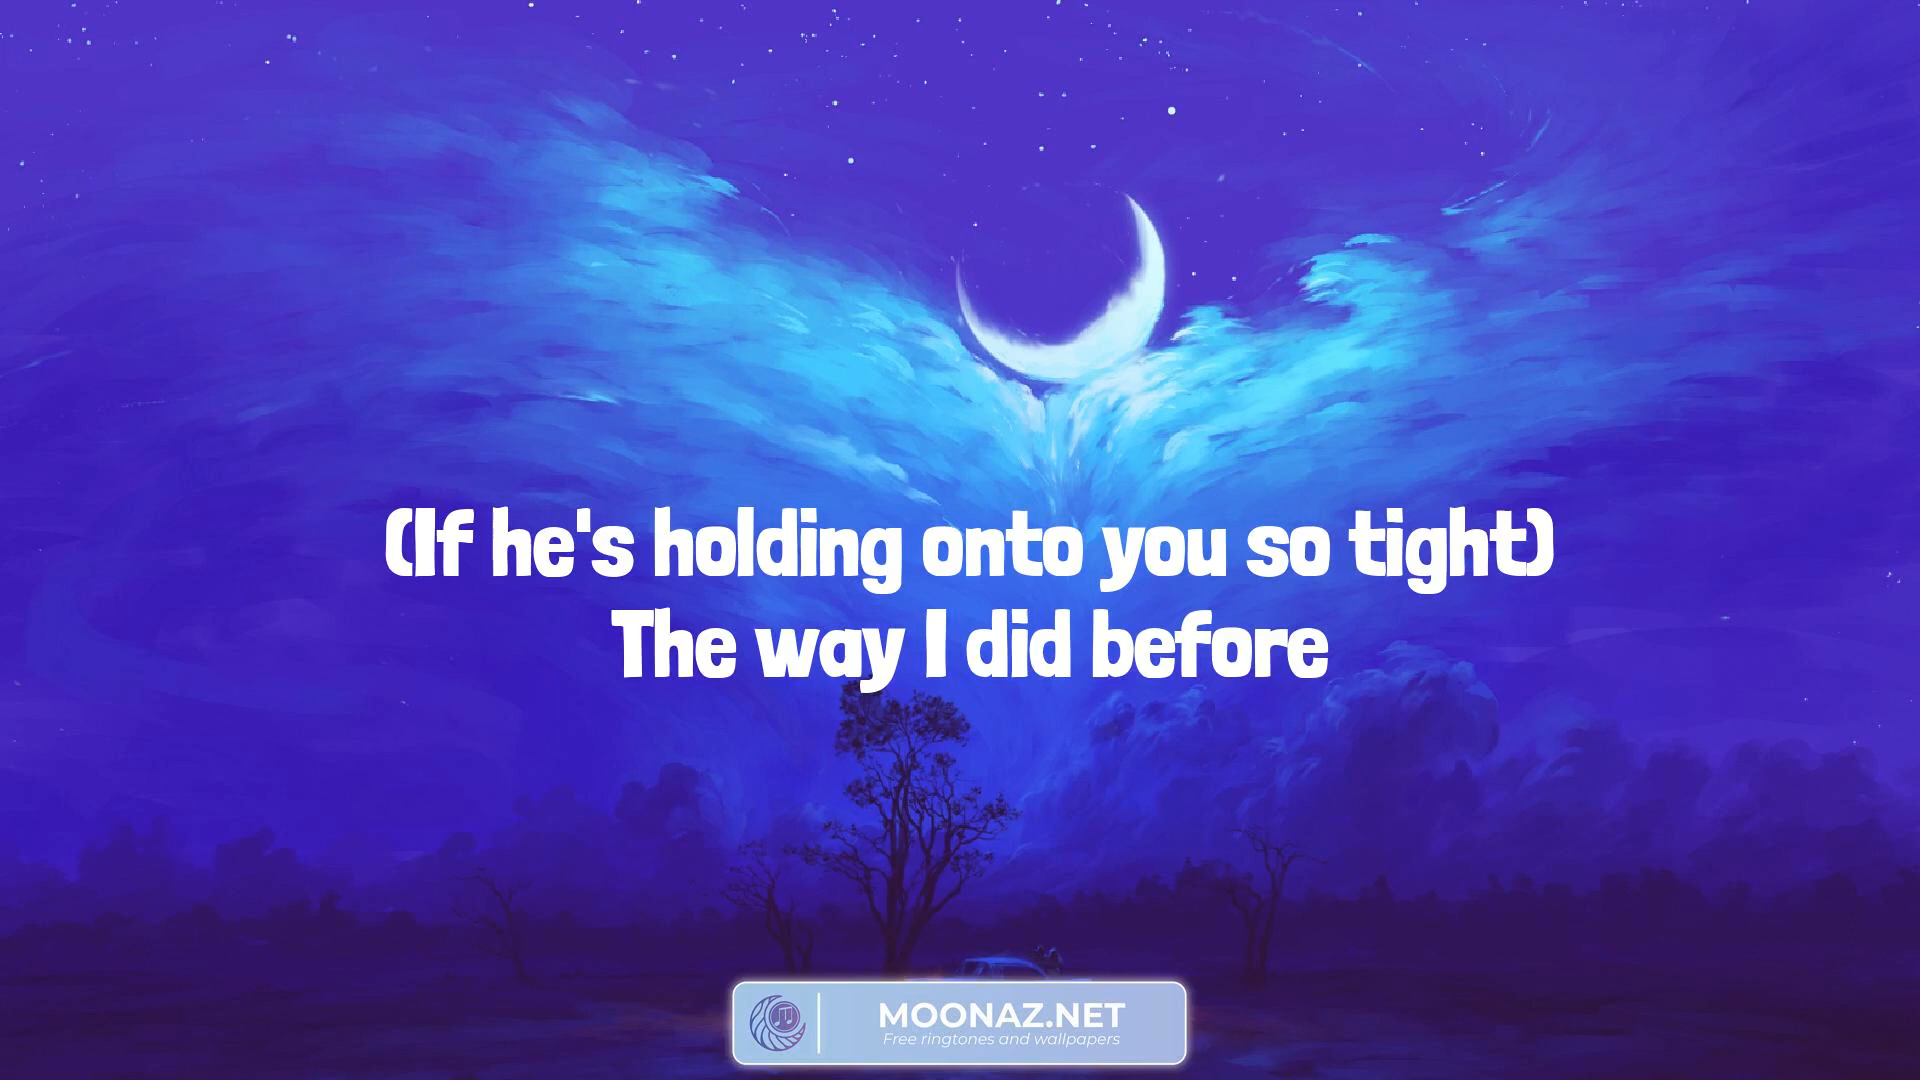 (If he's holding onto you so tight)
The way I did before
MOONAZ.NET
Free ringtones and wallpapers